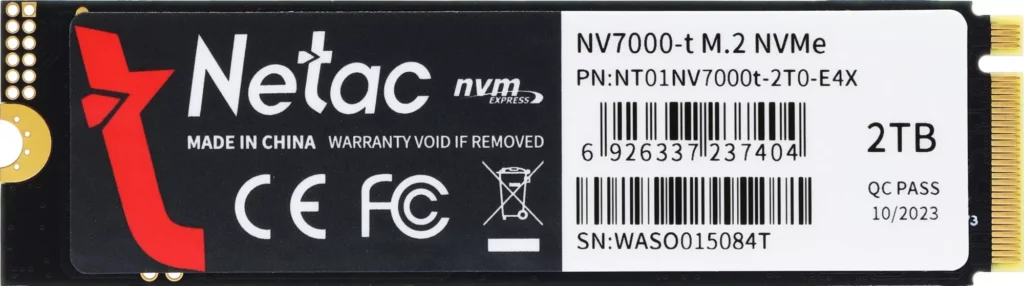 Netac
nvm
EXPRESS
MADE IN CHINA WARRANTY VOID IF REMOVED
CE FC
NV7000-t M.2 NVMe
PN:NT01NV7000t-2T0-E4X
6 926337 237404
SN:WASO015084T
2TB
QC PASS
10/2023